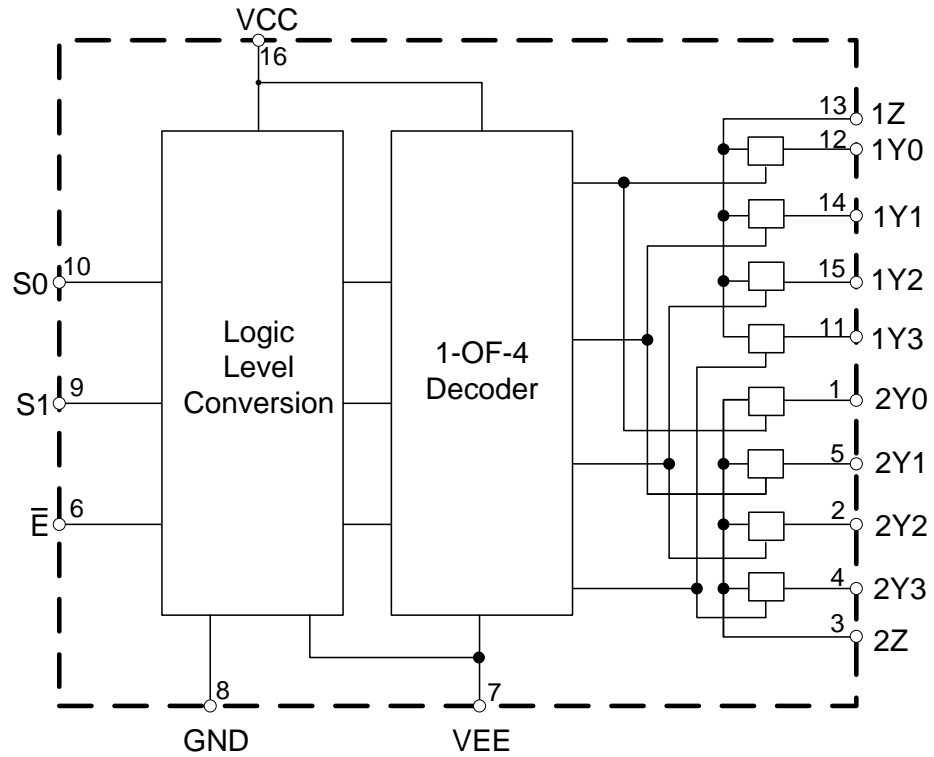 VCC
16
13 1Z
12 1Y0
14 1Y1
10 15 1Y2
S0
11 1Y3
Logic
Level
Conversion
1-OF-4
Decoder
9
S1
1 2Y0
5 2Y1
6
E̅
2 2Y2
4 2Y3
3 2Z
8
7
GND
VEE